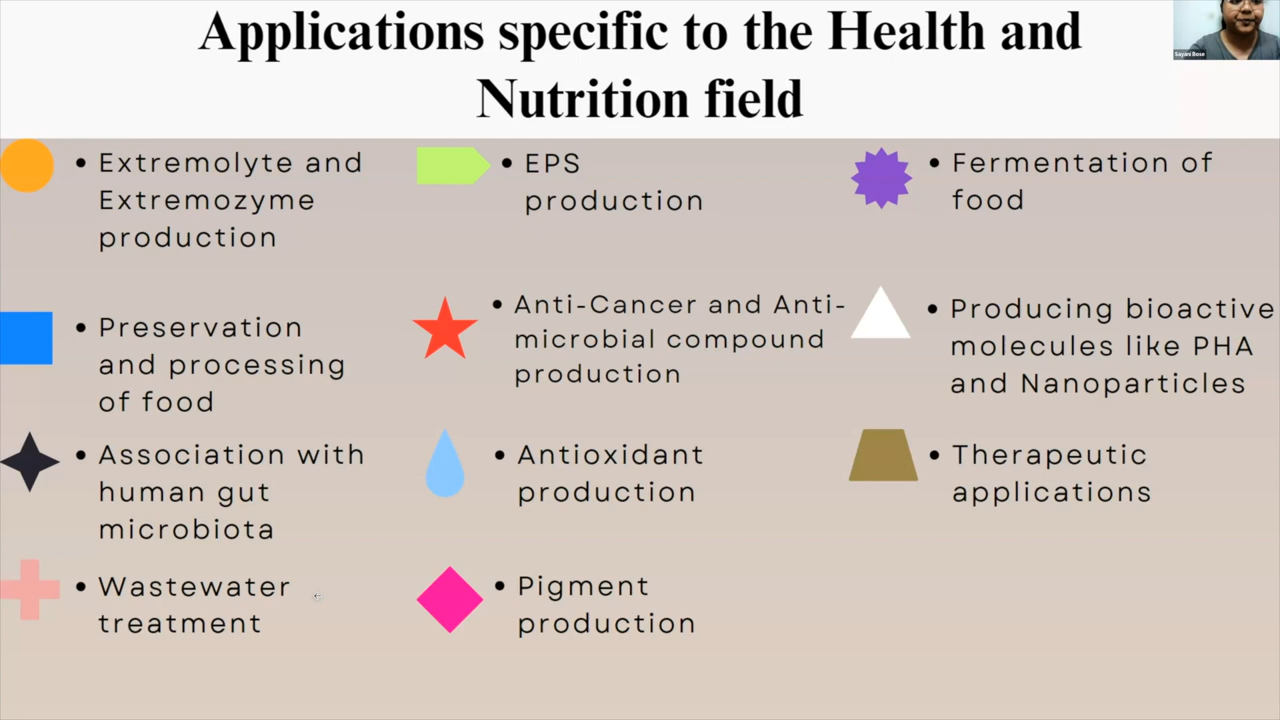 Applications specific to the Health and
Nutrition field
Sayani Bose
• Extremolyte and
Extremozyme
production
• Preservation
and processing
of food
• Association with
human gut
microbiota
• Wastewater
treatment
• EPS
production
• Anti-Cancer and Anti-
microbial compound
production
• Antioxidant
production
• Pigment
production
• Fermentation of
food
• Producing bioactive
molecules like PHA
and Nanoparticles
• Therapeutic
applications